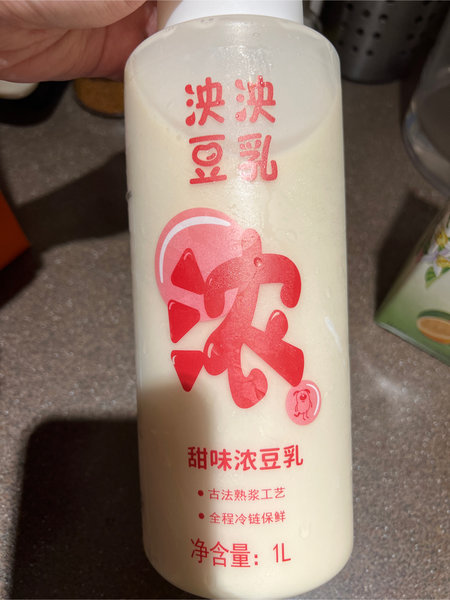 泱泱
豆乳
浓
甜味浓豆乳
•古法熟浆工艺
•全程冷链保鲜
净含量：1L